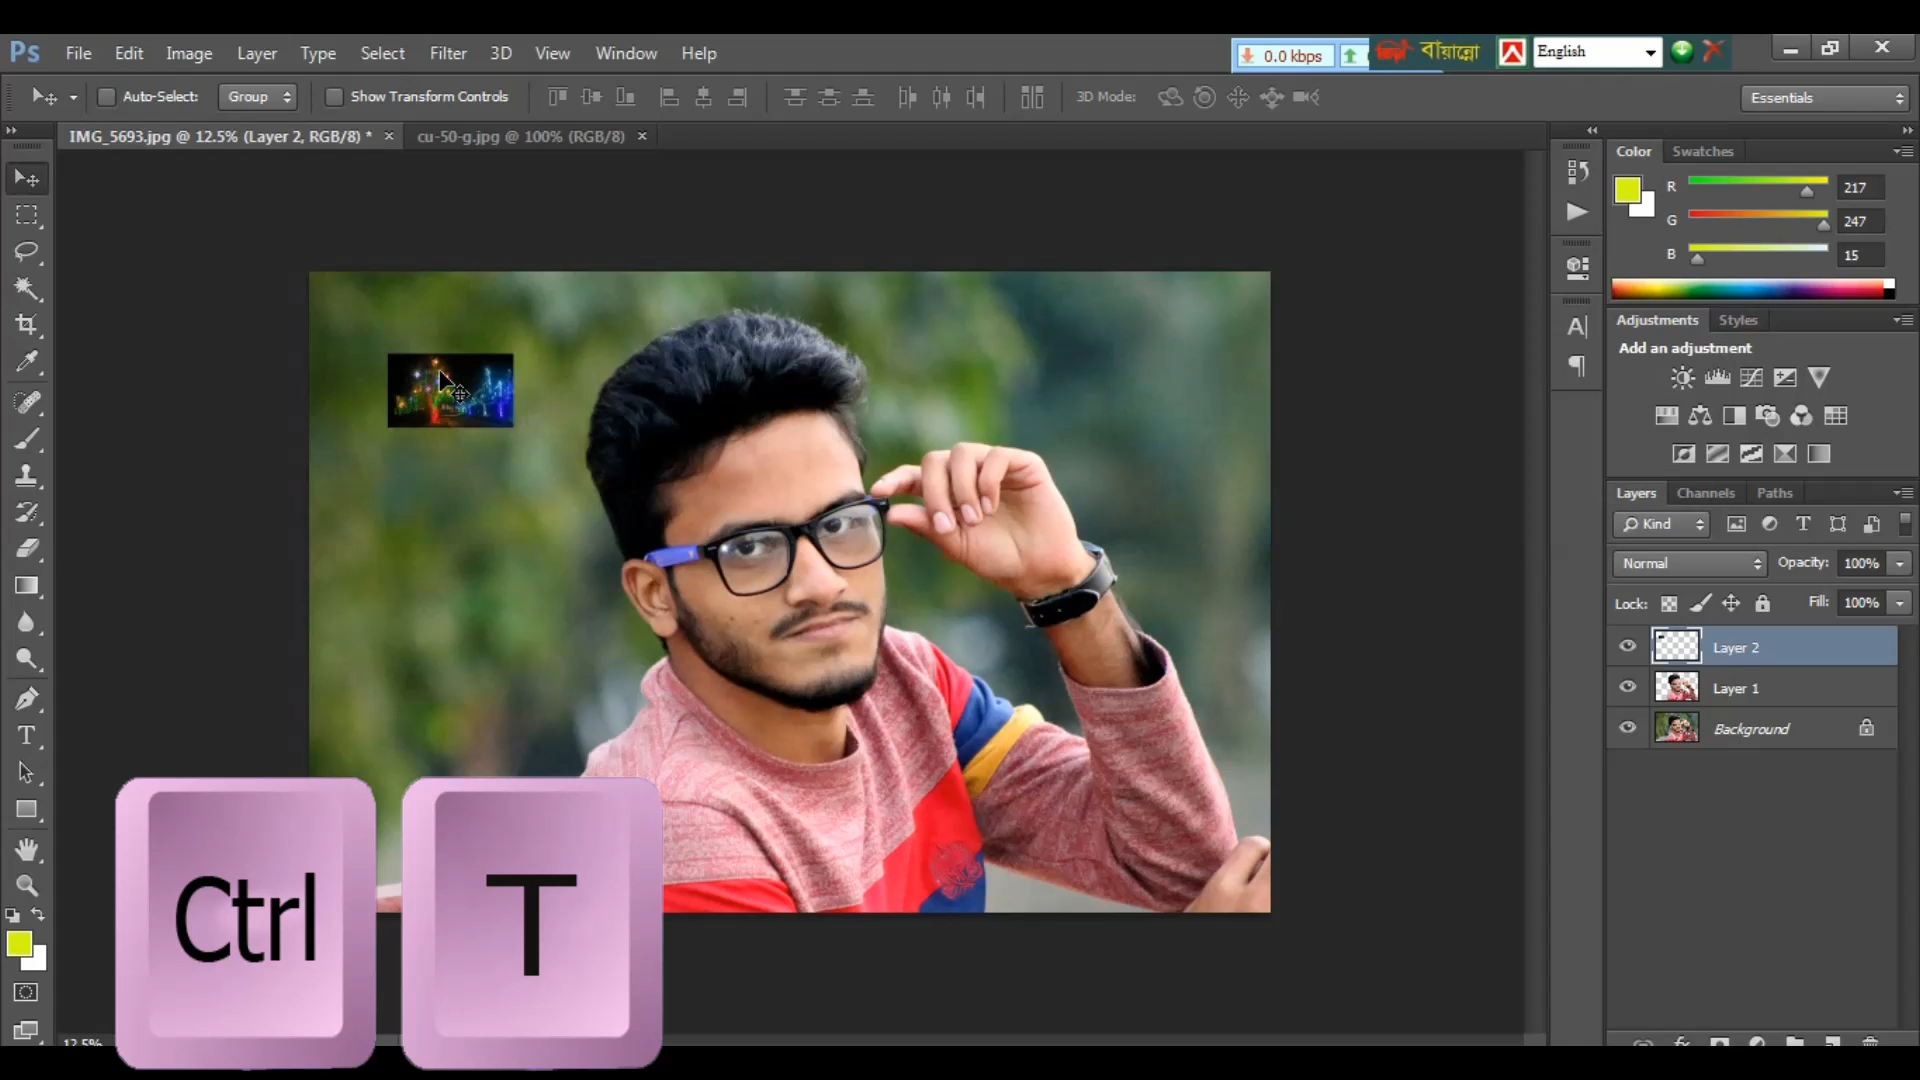 Ps File Edit Image Layer Type Select Filter 3D View Window Help
0.0 kbps
বায়ান্নো
English
Auto-Select: Group Show Transform Controls 3D Mode: Essentials
IMG_5693.jpg @ 12.5% (Layer 2, RGB/8) * × cu-50-g.jpg @ 100% (RGB/8) ×
Color Swatches
R 217
G 247
B 15
Adjustments Styles
Add an adjustment
Layers Channels Paths
Kind
Normal Opacity: 100%
Lock: Fill: 100%
Layer 2
Layer 1
Background
Ctrl T
12.5%